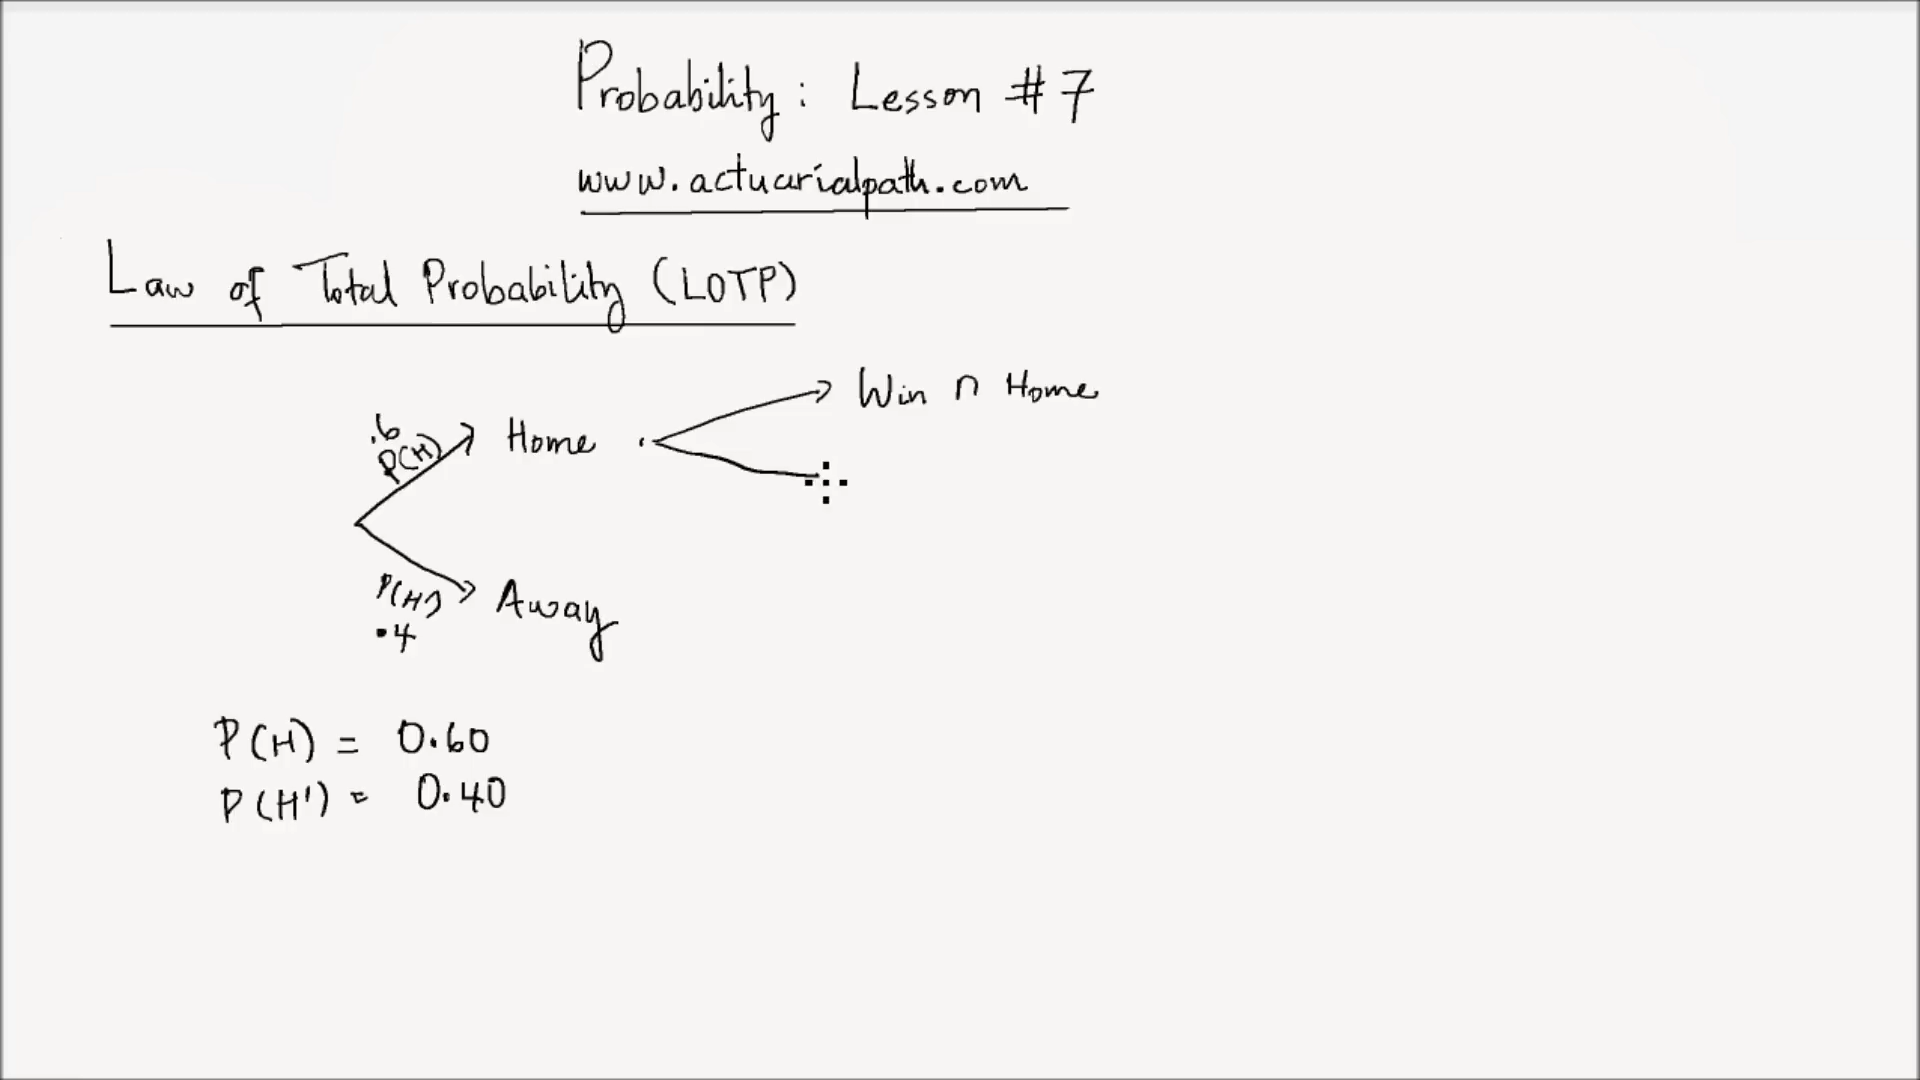 Probability: Lesson #7
www.actuarialpath.com
Law of Total Probability (LOTP)
Win ∩ Home
.6
P(H)
Home
P(H')
.4
Away
P(H) = 0.60
P(H') = 0.40